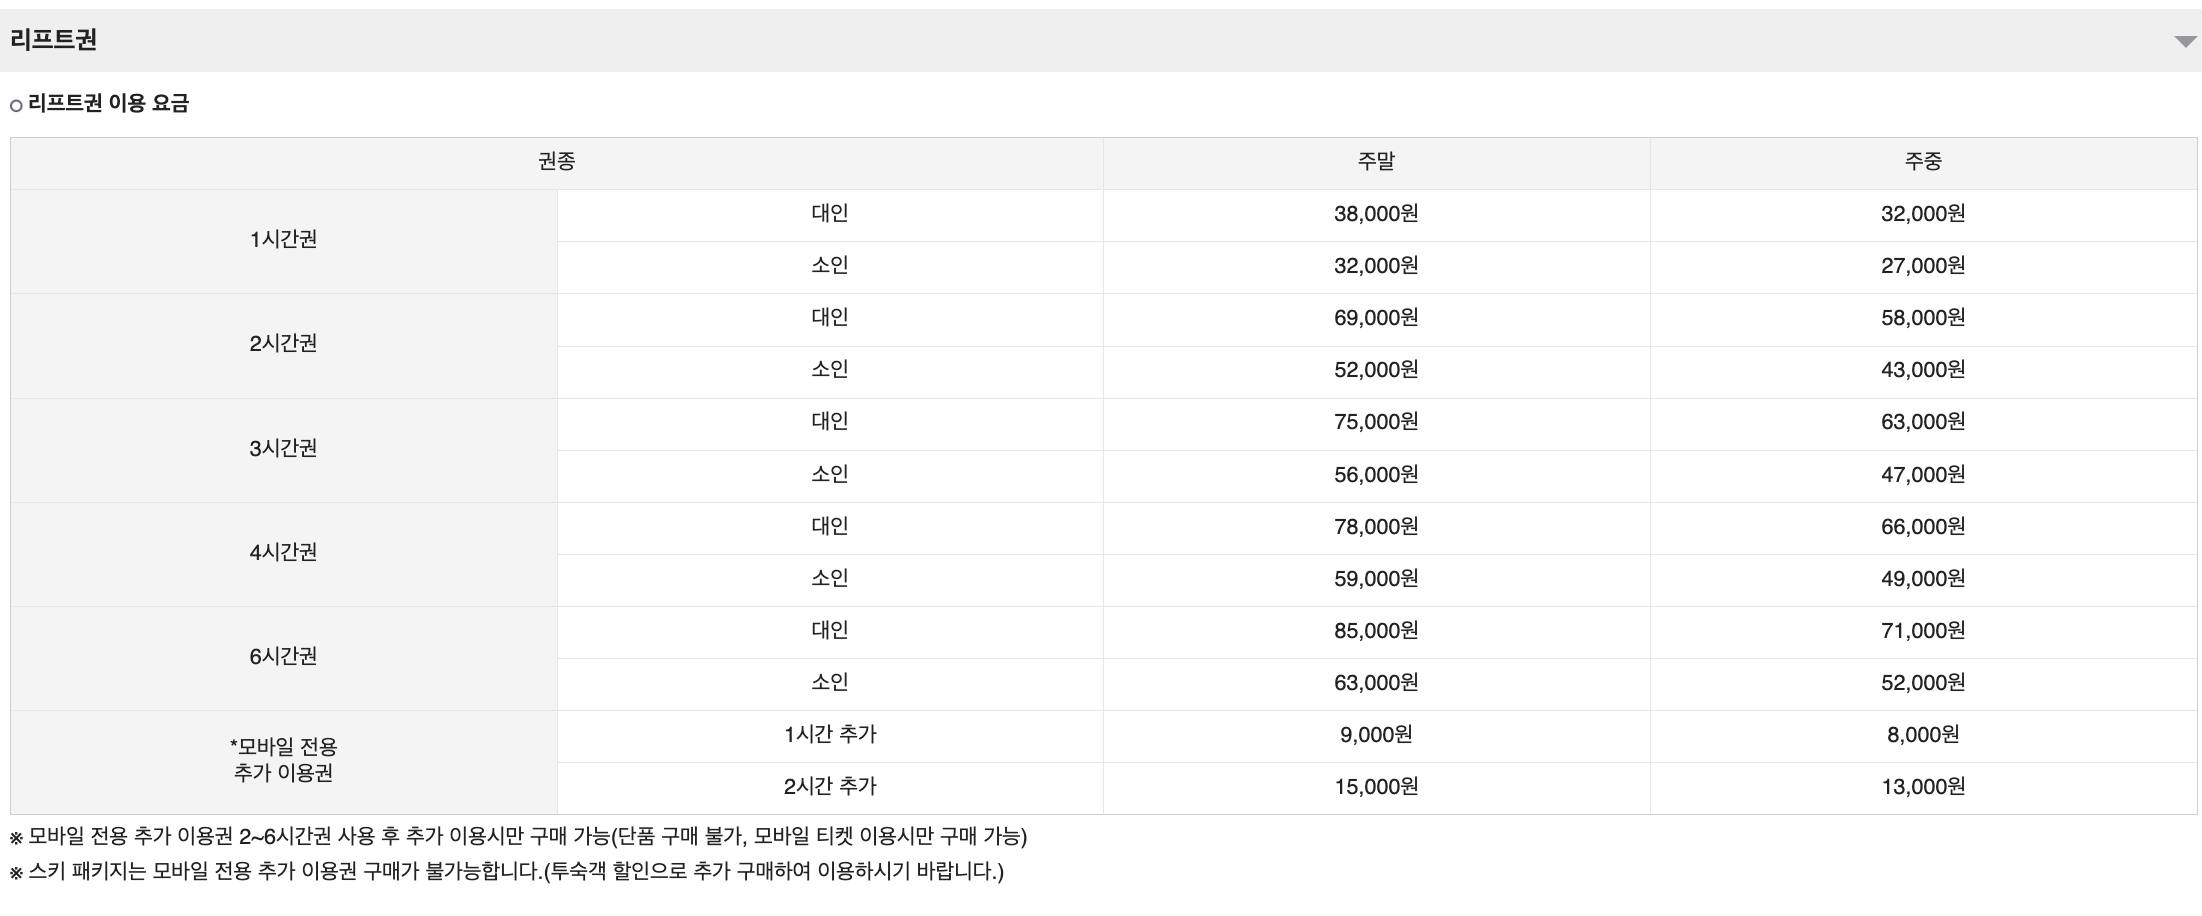 리프트권
리프트권 이용 요금
권종 주말 주중
1시간권 대인 38,000원 32,000원
소인 32,000원 27,000원
2시간권 대인 69,000원 58,000원
소인 52,000원 43,000원
3시간권 대인 75,000원 63,000원
소인 56,000원 47,000원
4시간권 대인 78,000원 66,000원
소인 59,000원 49,000원
6시간권 대인 85,000원 71,000원
소인 63,000원 52,000원
*모바일 전용
추가 이용권
1시간 추가 9,000원 8,000원
2시간 추가 15,000원 13,000원
※ 모바일 전용 추가 이용권 2~6시간권 사용 후 추가 이용시만 구매 가능(단품 구매 불가, 모바일 티켓 이용시만 구매 가능)
※ 스키 패키지는 모바일 전용 추가 이용권 구매가 불가능합니다.(투숙객 할인으로 추가 구매하여 이용하시기 바랍니다.)